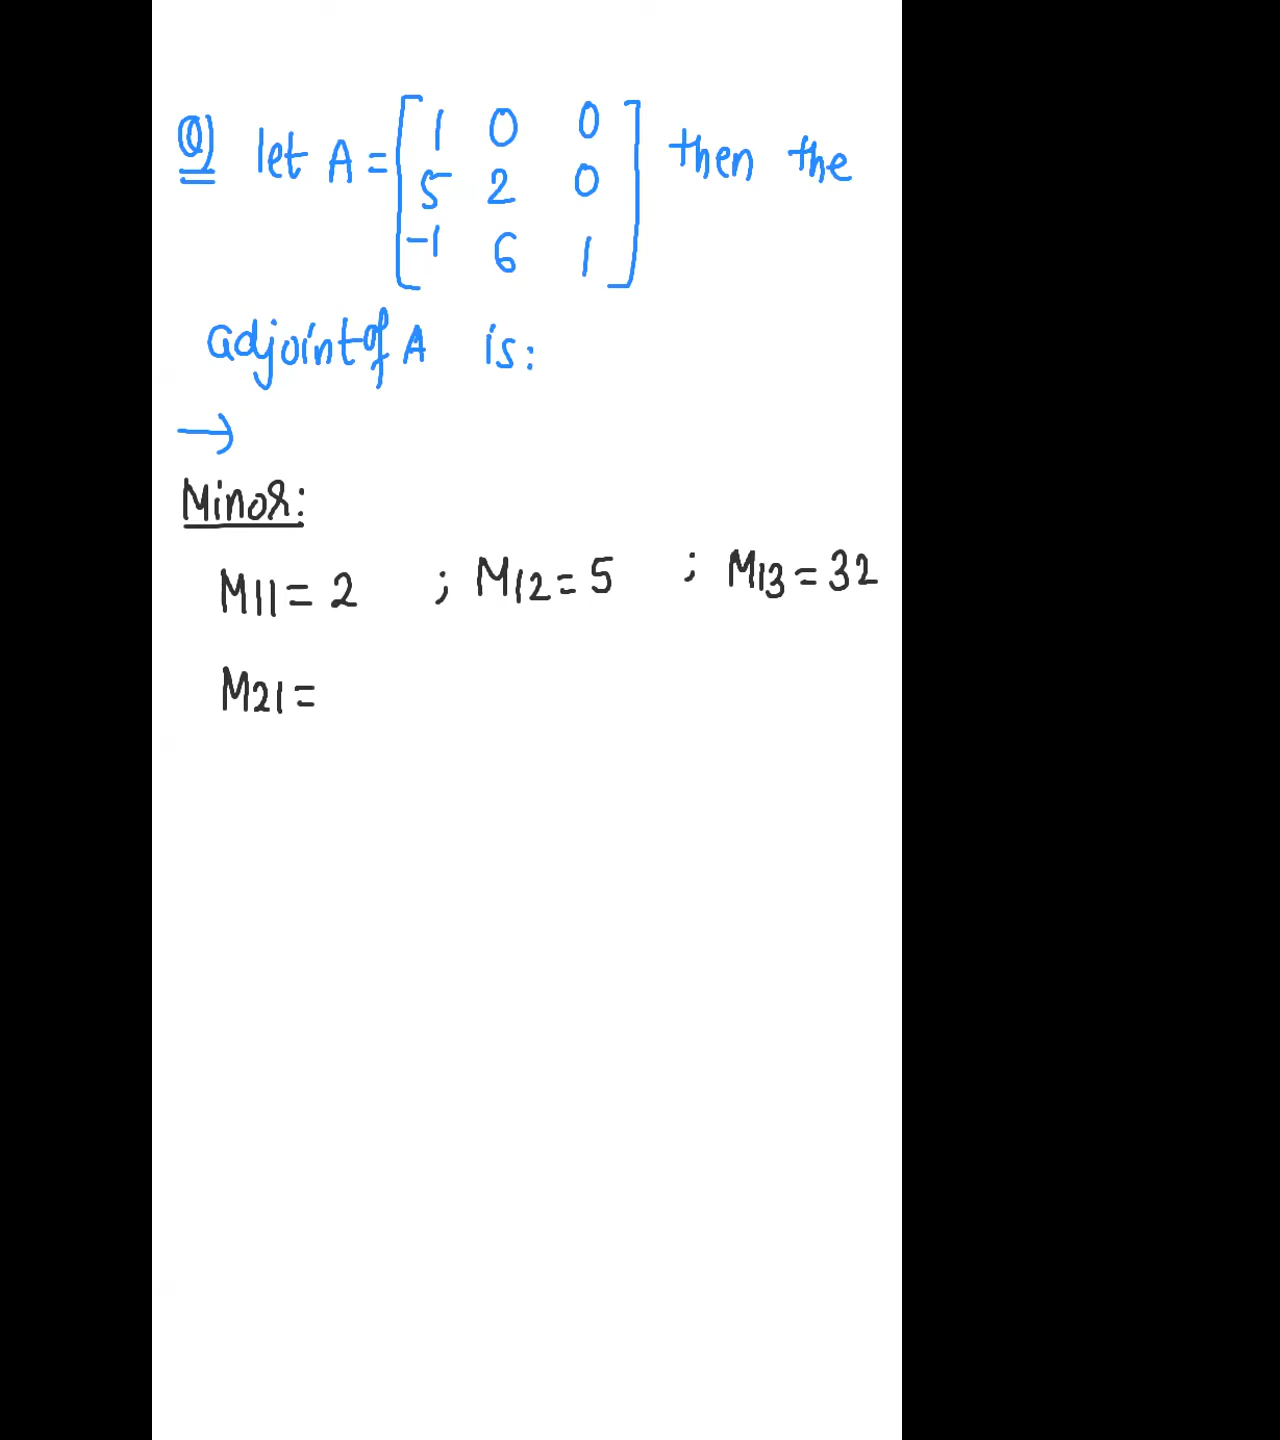 Q) let A = [1 0 0
5 2 0
-1 6 1] then the
adjoint of A is:
→
Minor:
M11 = 2 ; M12 = 5 ; M13 = 32
M21 =